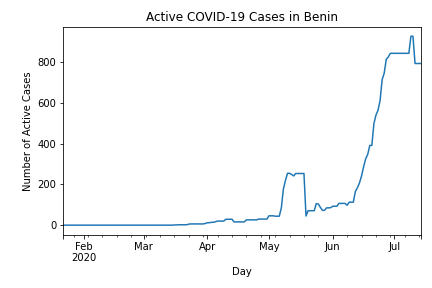 Active COVID-19 Cases in Benin
Number of Active Cases
800
600
400
200
0
Feb
2020
Mar
Apr
May
Jun
Jul
Day